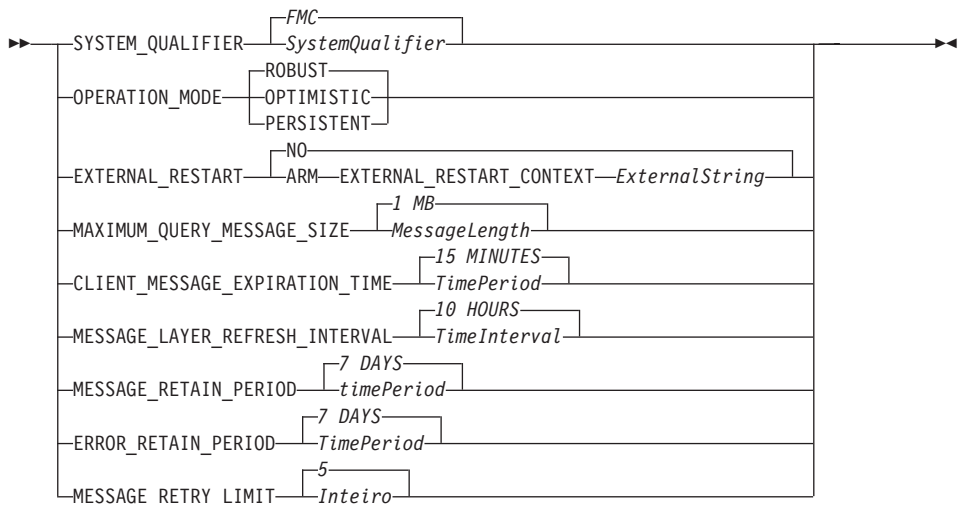 FMC
SYSTEM_QUALIFIER SystemQualifier
ROBUST
OPERATION_MODE OPTIMISTIC
PERSISTENT
NO
EXTERNAL_RESTART ARM EXTERNAL_RESTART_CONTEXT ExternalString
1 MB
MAXIMUM_QUERY_MESSAGE_SIZE MessageLength
15 MINUTES
CLIENT_MESSAGE_EXPIRATION_TIME TimePeriod
10 HOURS
MESSAGE_LAYER_REFRESH_INTERVAL TimeInterval
7 DAYS
MESSAGE_RETAIN_PERIOD timePeriod
7 DAYS
ERROR_RETAIN_PERIOD TimePeriod
5
MESSAGE RETRY LIMIT Inteiro